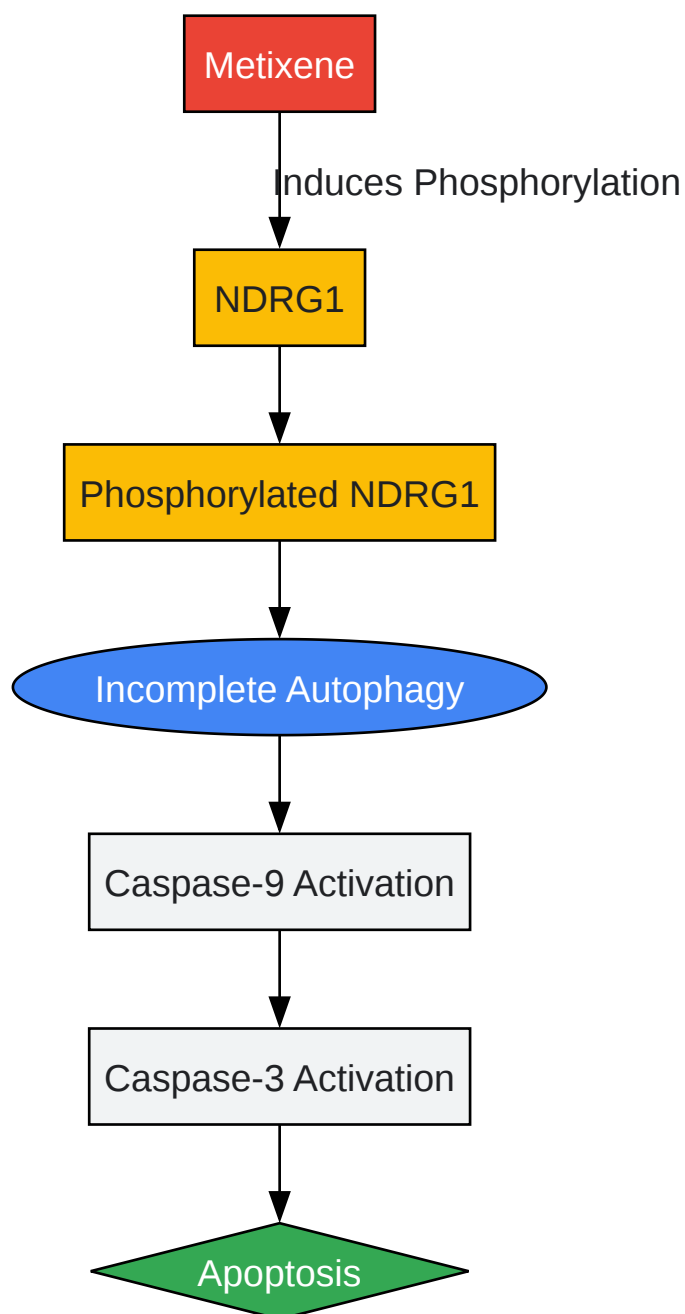 Metixene
Induces Phosphorylation
NDRG1
Phosphorylated NDRG1
Incomplete Autophagy
Caspase-9 Activation
Caspase-3 Activation
Apoptosis